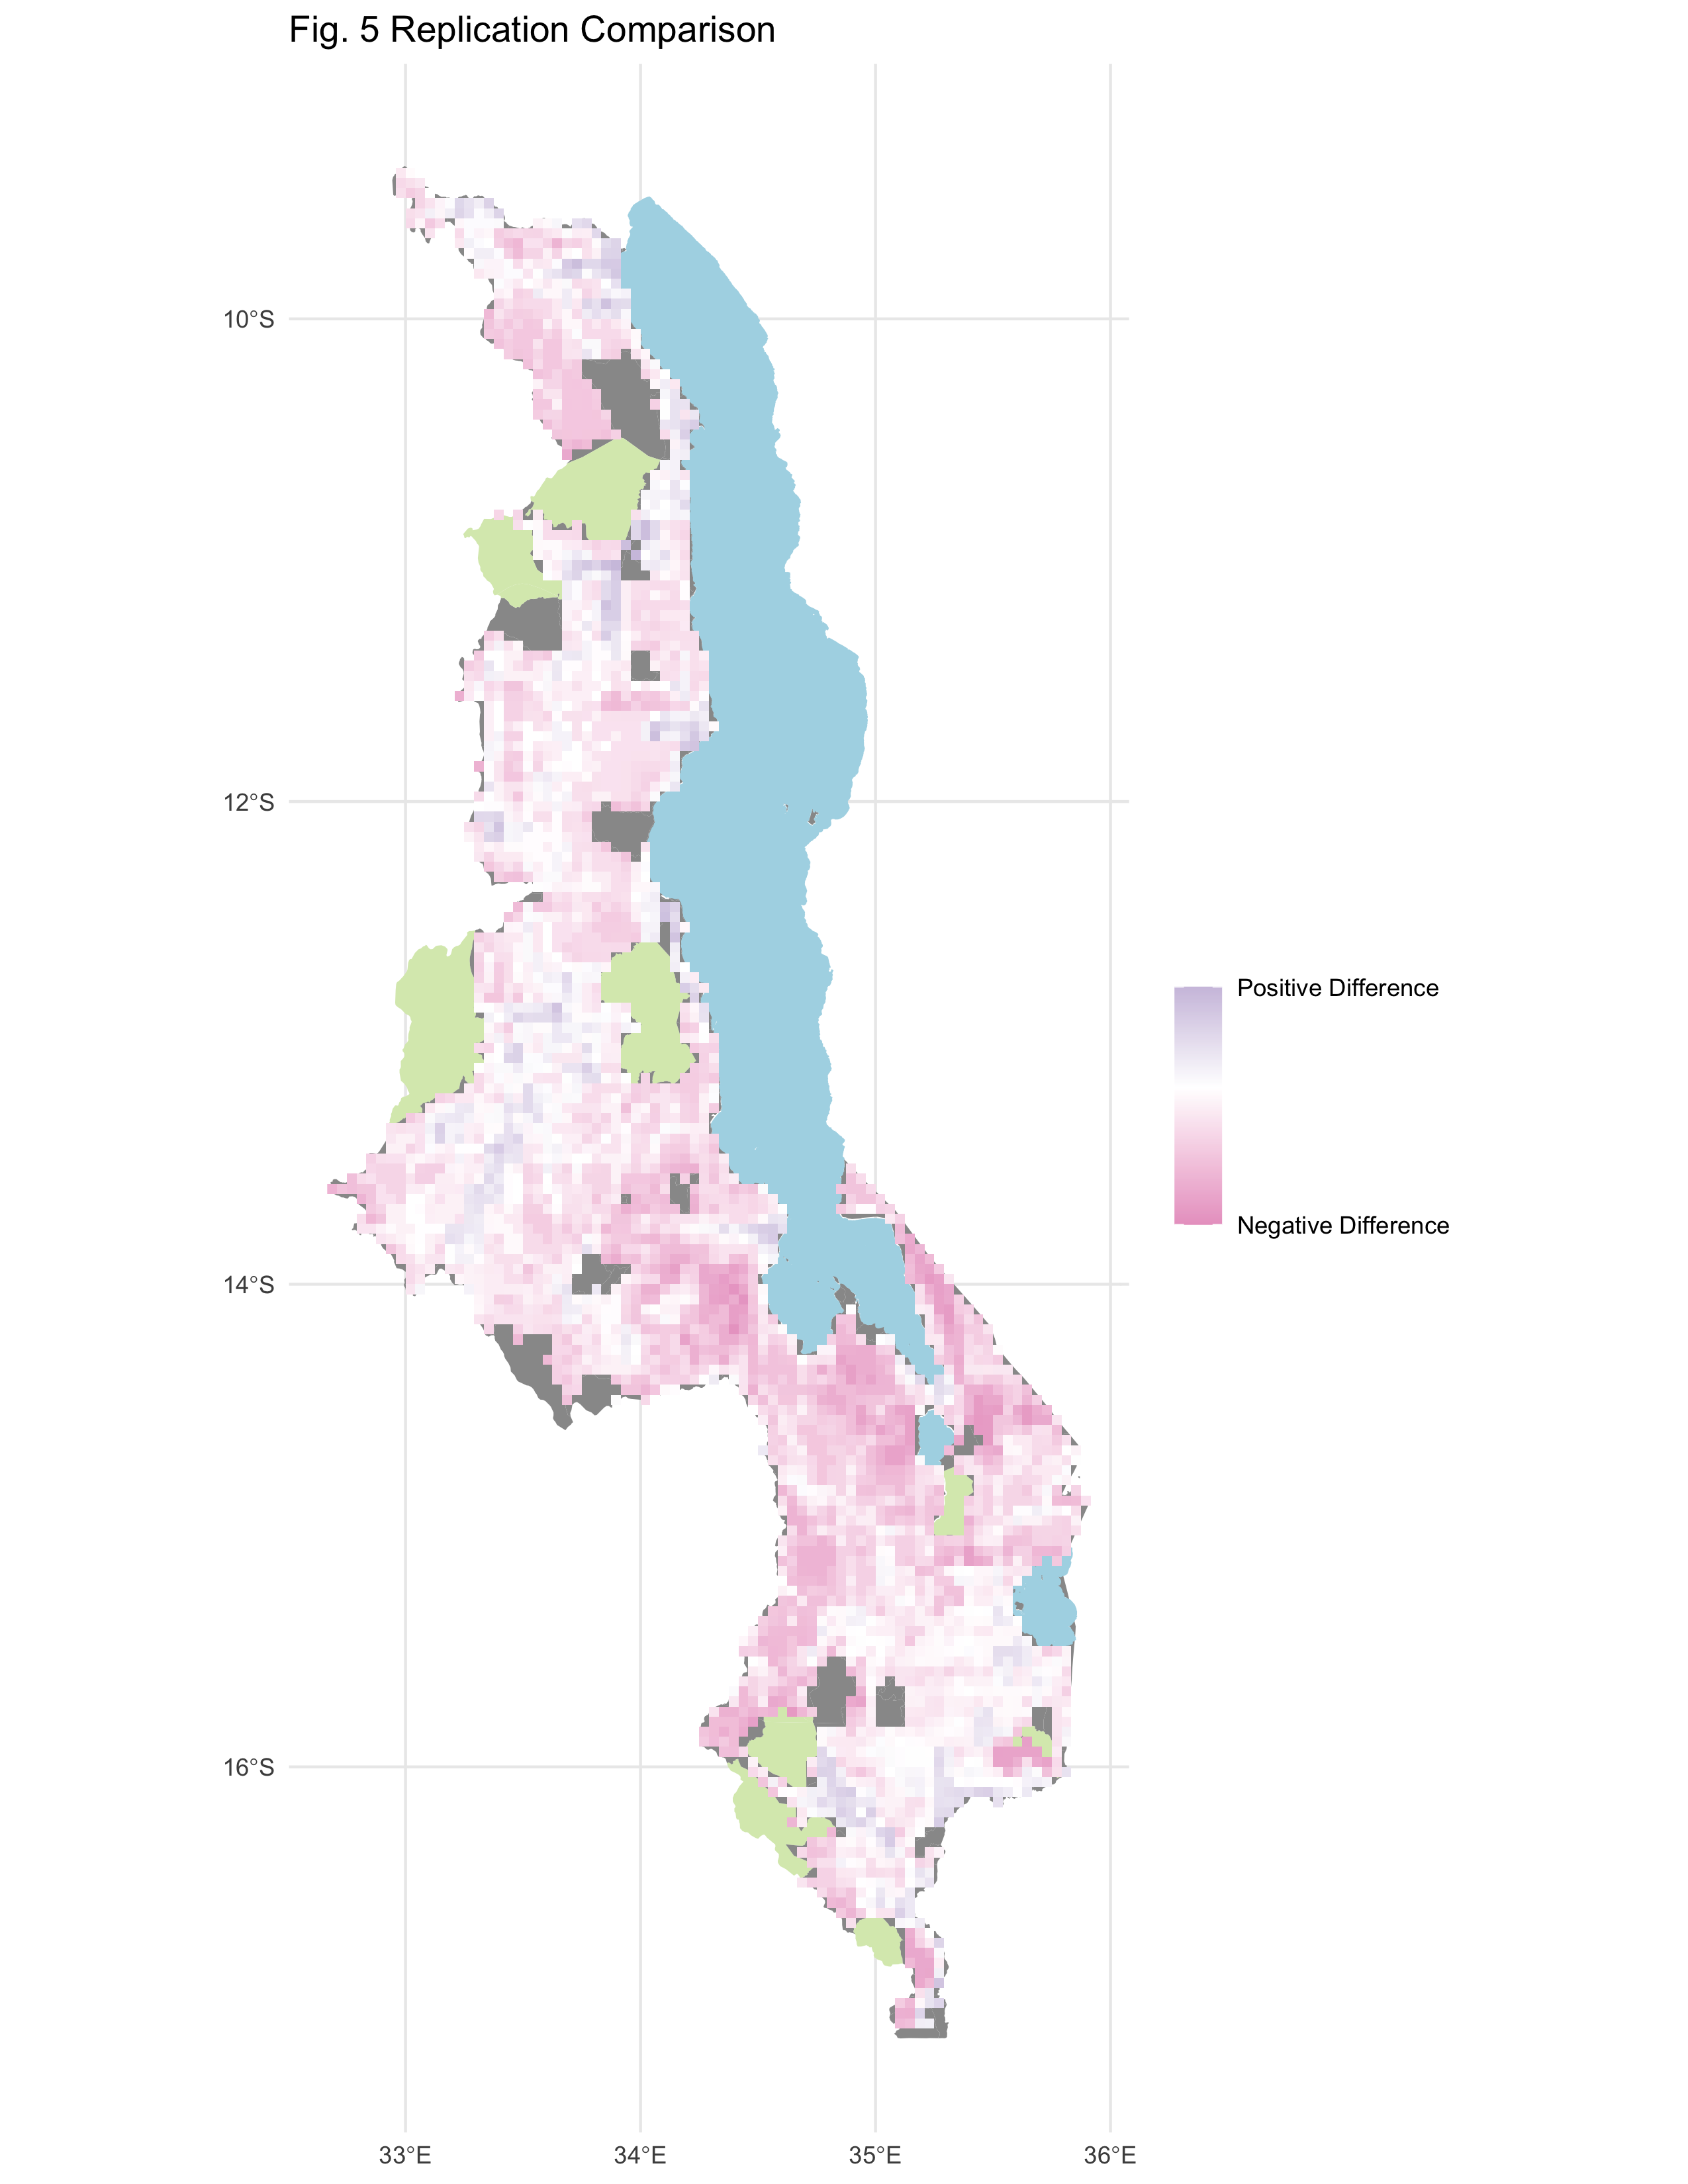 Fig. 5 Replication Comparison
10°S
12°S
14°S
16°S
33°E
34°E
35°E
36°E
Positive Difference
Negative Difference